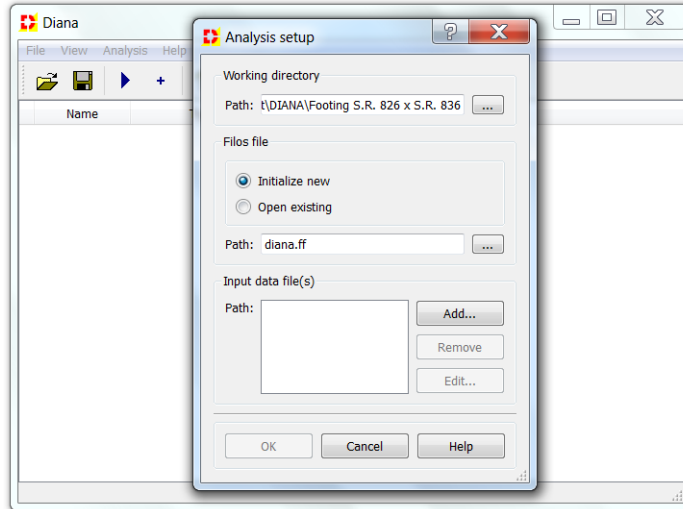 Diana
File View Analysis Help
Name
Analysis setup
Working directory
Path: t\DIANA\Footing S.R. 826 x S.R. 836 ...
Filos file
Initialize new
Open existing
Path: diana.ff ...
Input data file(s)
Path:
Add...
Remove
Edit...
OK Cancel Help